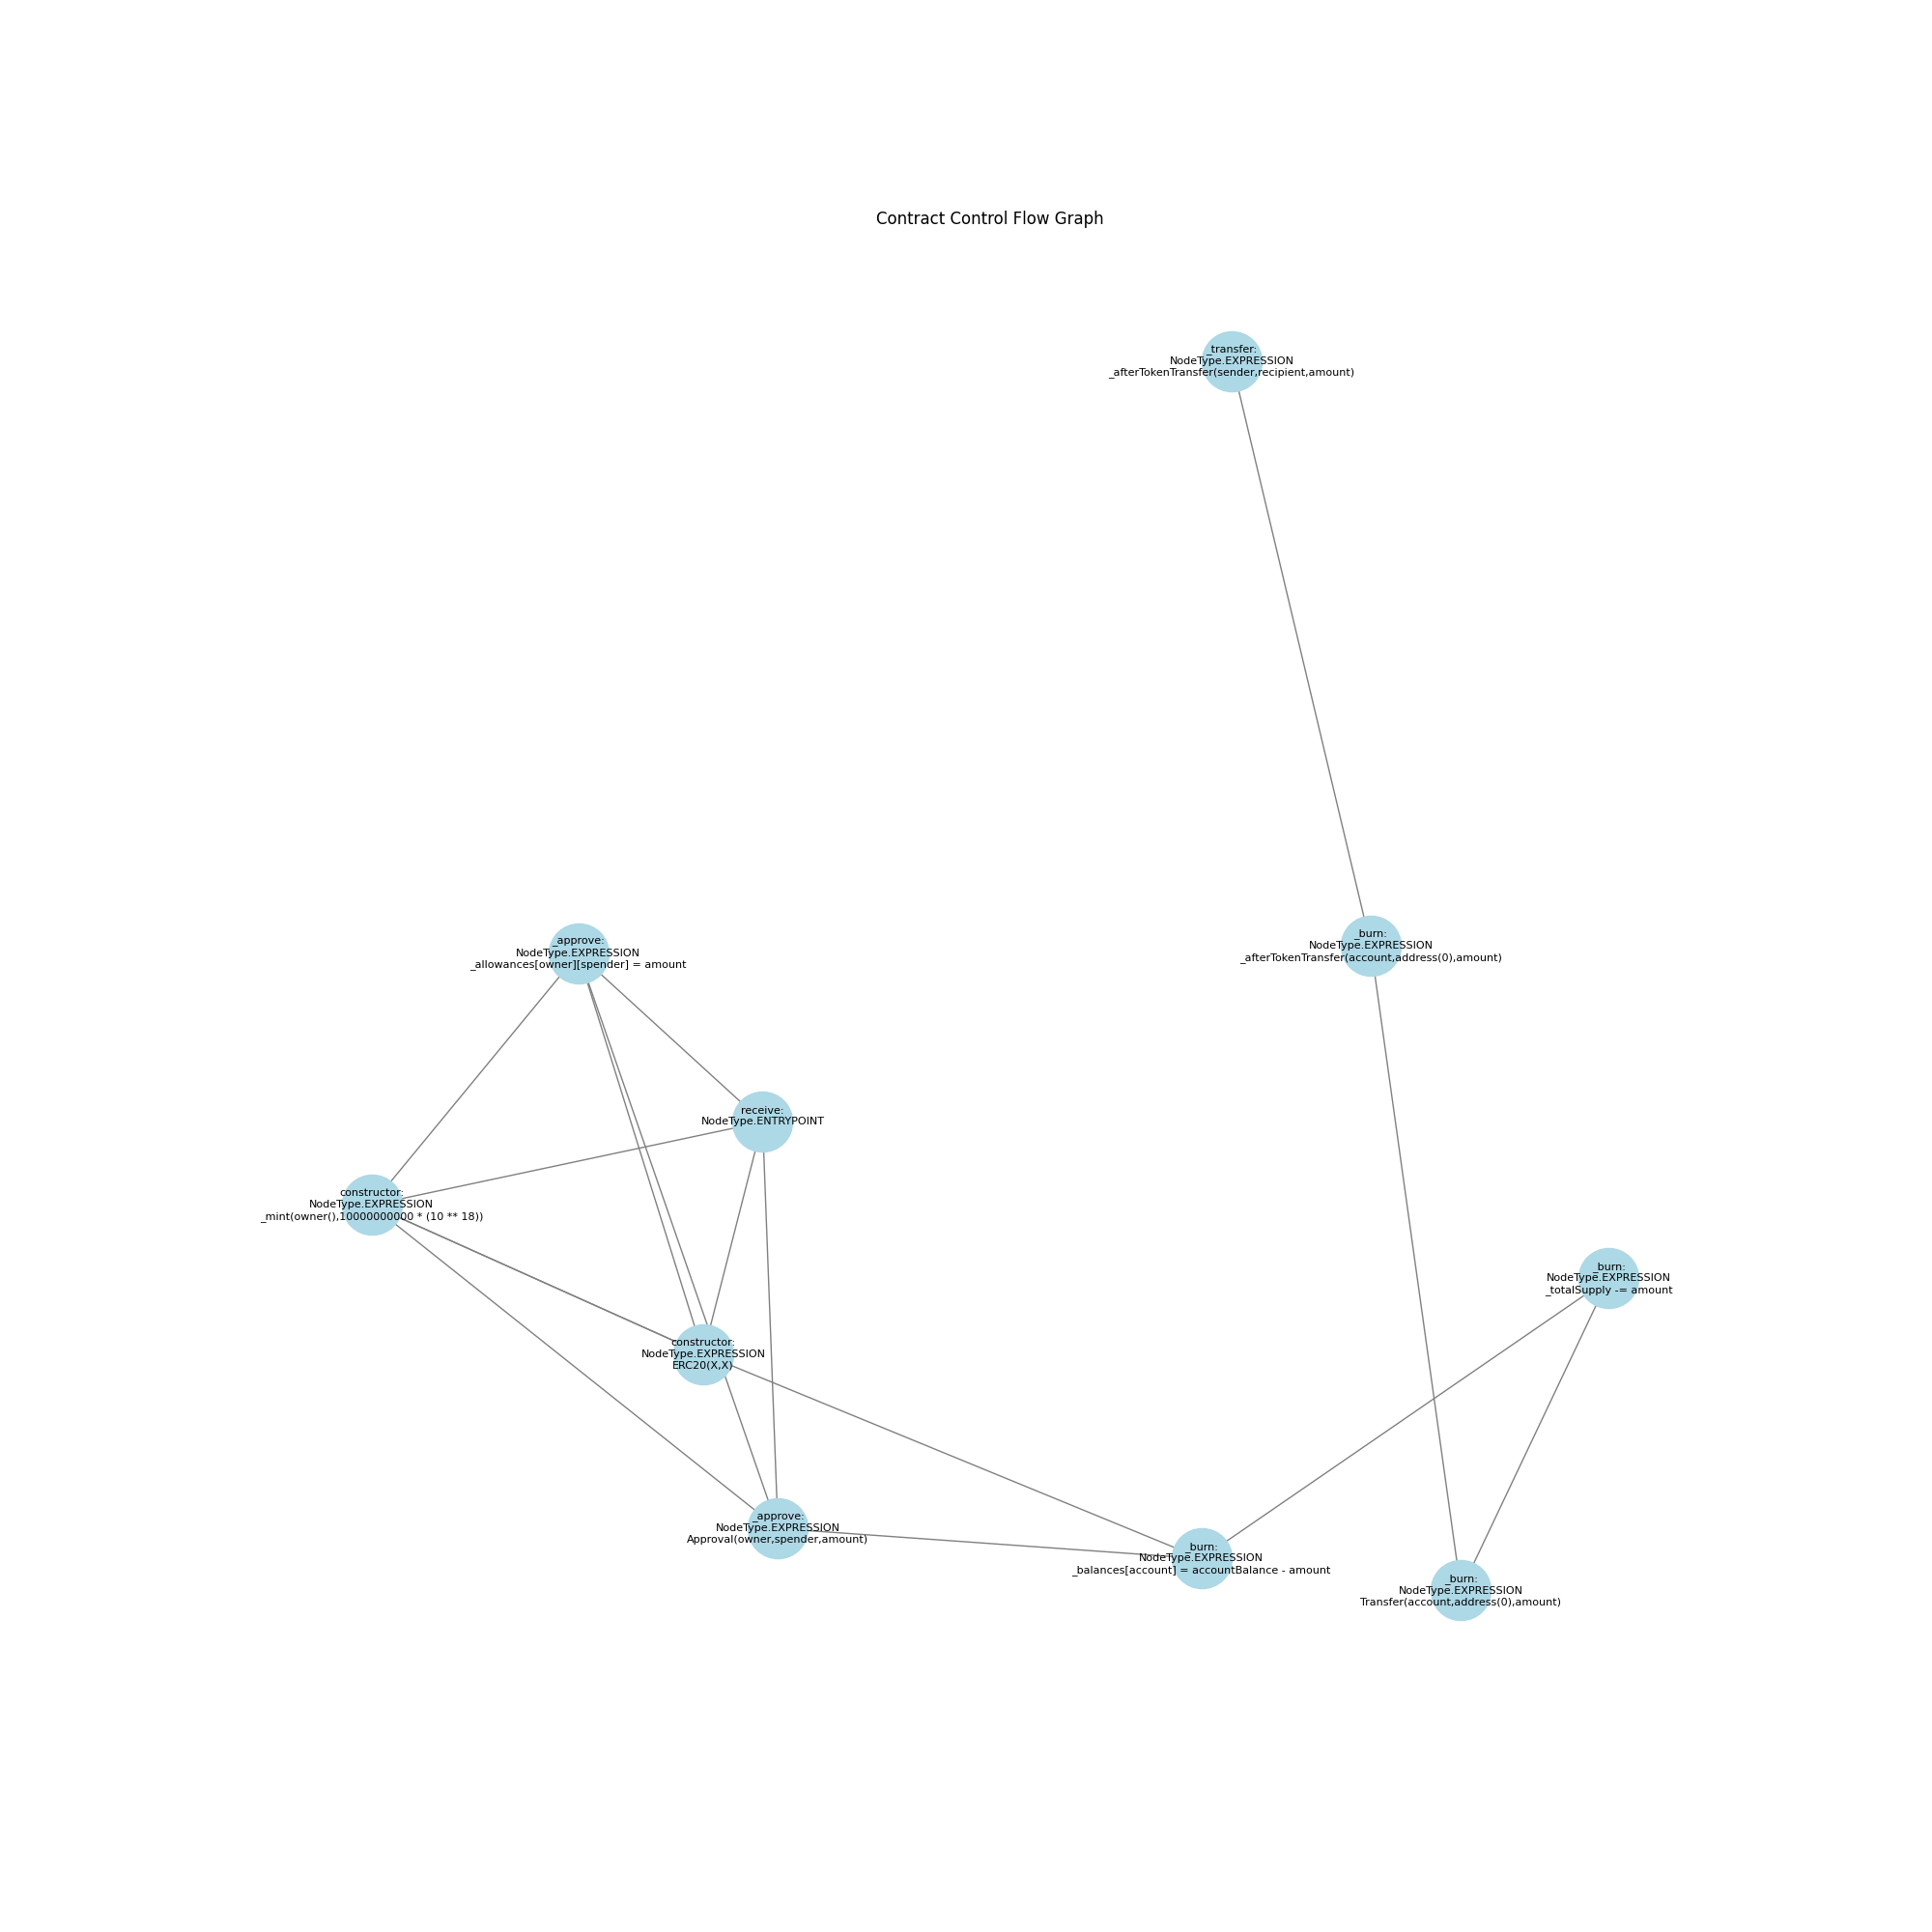 Contract Control Flow Graph
_transfer:
NodeType.EXPRESSION
_afterTokenTransfer(sender,recipient,amount)
_approve:
NodeType.EXPRESSION
_allowances[owner][spender] = amount
_burn:
NodeType.EXPRESSION
_afterTokenTransfer(account,address(0),amount)
receive:
NodeType.ENTRYPOINT
constructor:
NodeType.EXPRESSION
_mint(owner(),10000000000 * (10 ** 18))
_burn:
NodeType.EXPRESSION
_totalSupply -= amount
constructor:
NodeType.EXPRESSION
ERC20(X,X)
_approve:
NodeType.EXPRESSION
Approval(owner,spender,amount)
_burn:
NodeType.EXPRESSION
_balances[account] = accountBalance - amount
_burn:
NodeType.EXPRESSION
Transfer(account,address(0),amount)